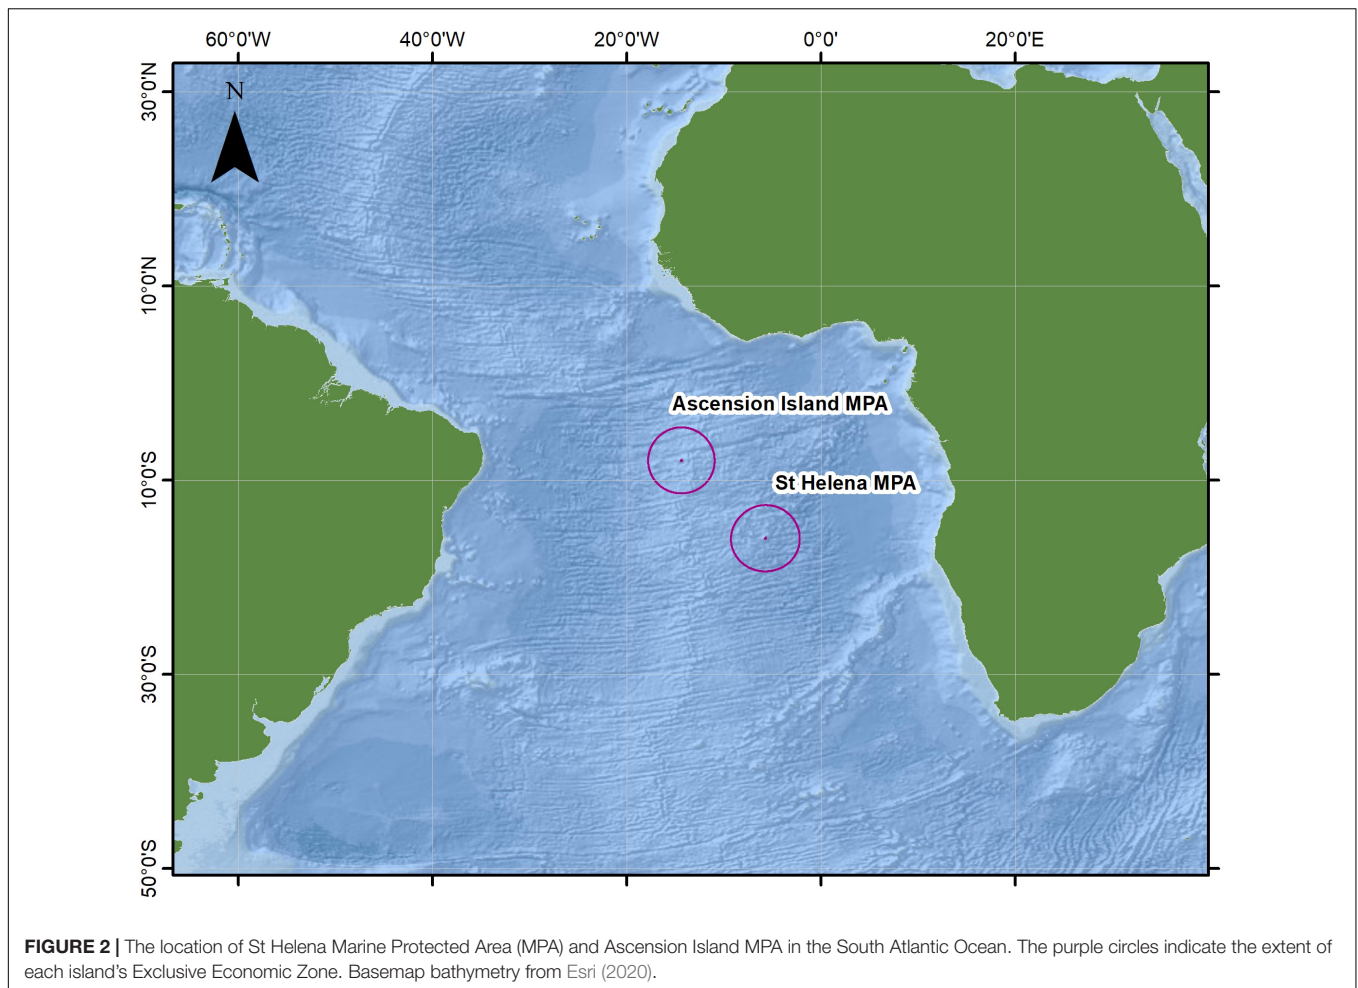 60°0'W 40°0'W 20°0'W 0°0' 20°0'E
30°0'N
N
10°0'N
Ascension Island MPA
10°0'S
St Helena MPA
30°0'S
50°0'S
FIGURE 2 | The location of St Helena Marine Protected Area (MPA) and Ascension Island MPA in the South Atlantic Ocean. The purple circles indicate the extent of
each island's Exclusive Economic Zone. Basemap bathymetry from Esri (2020).